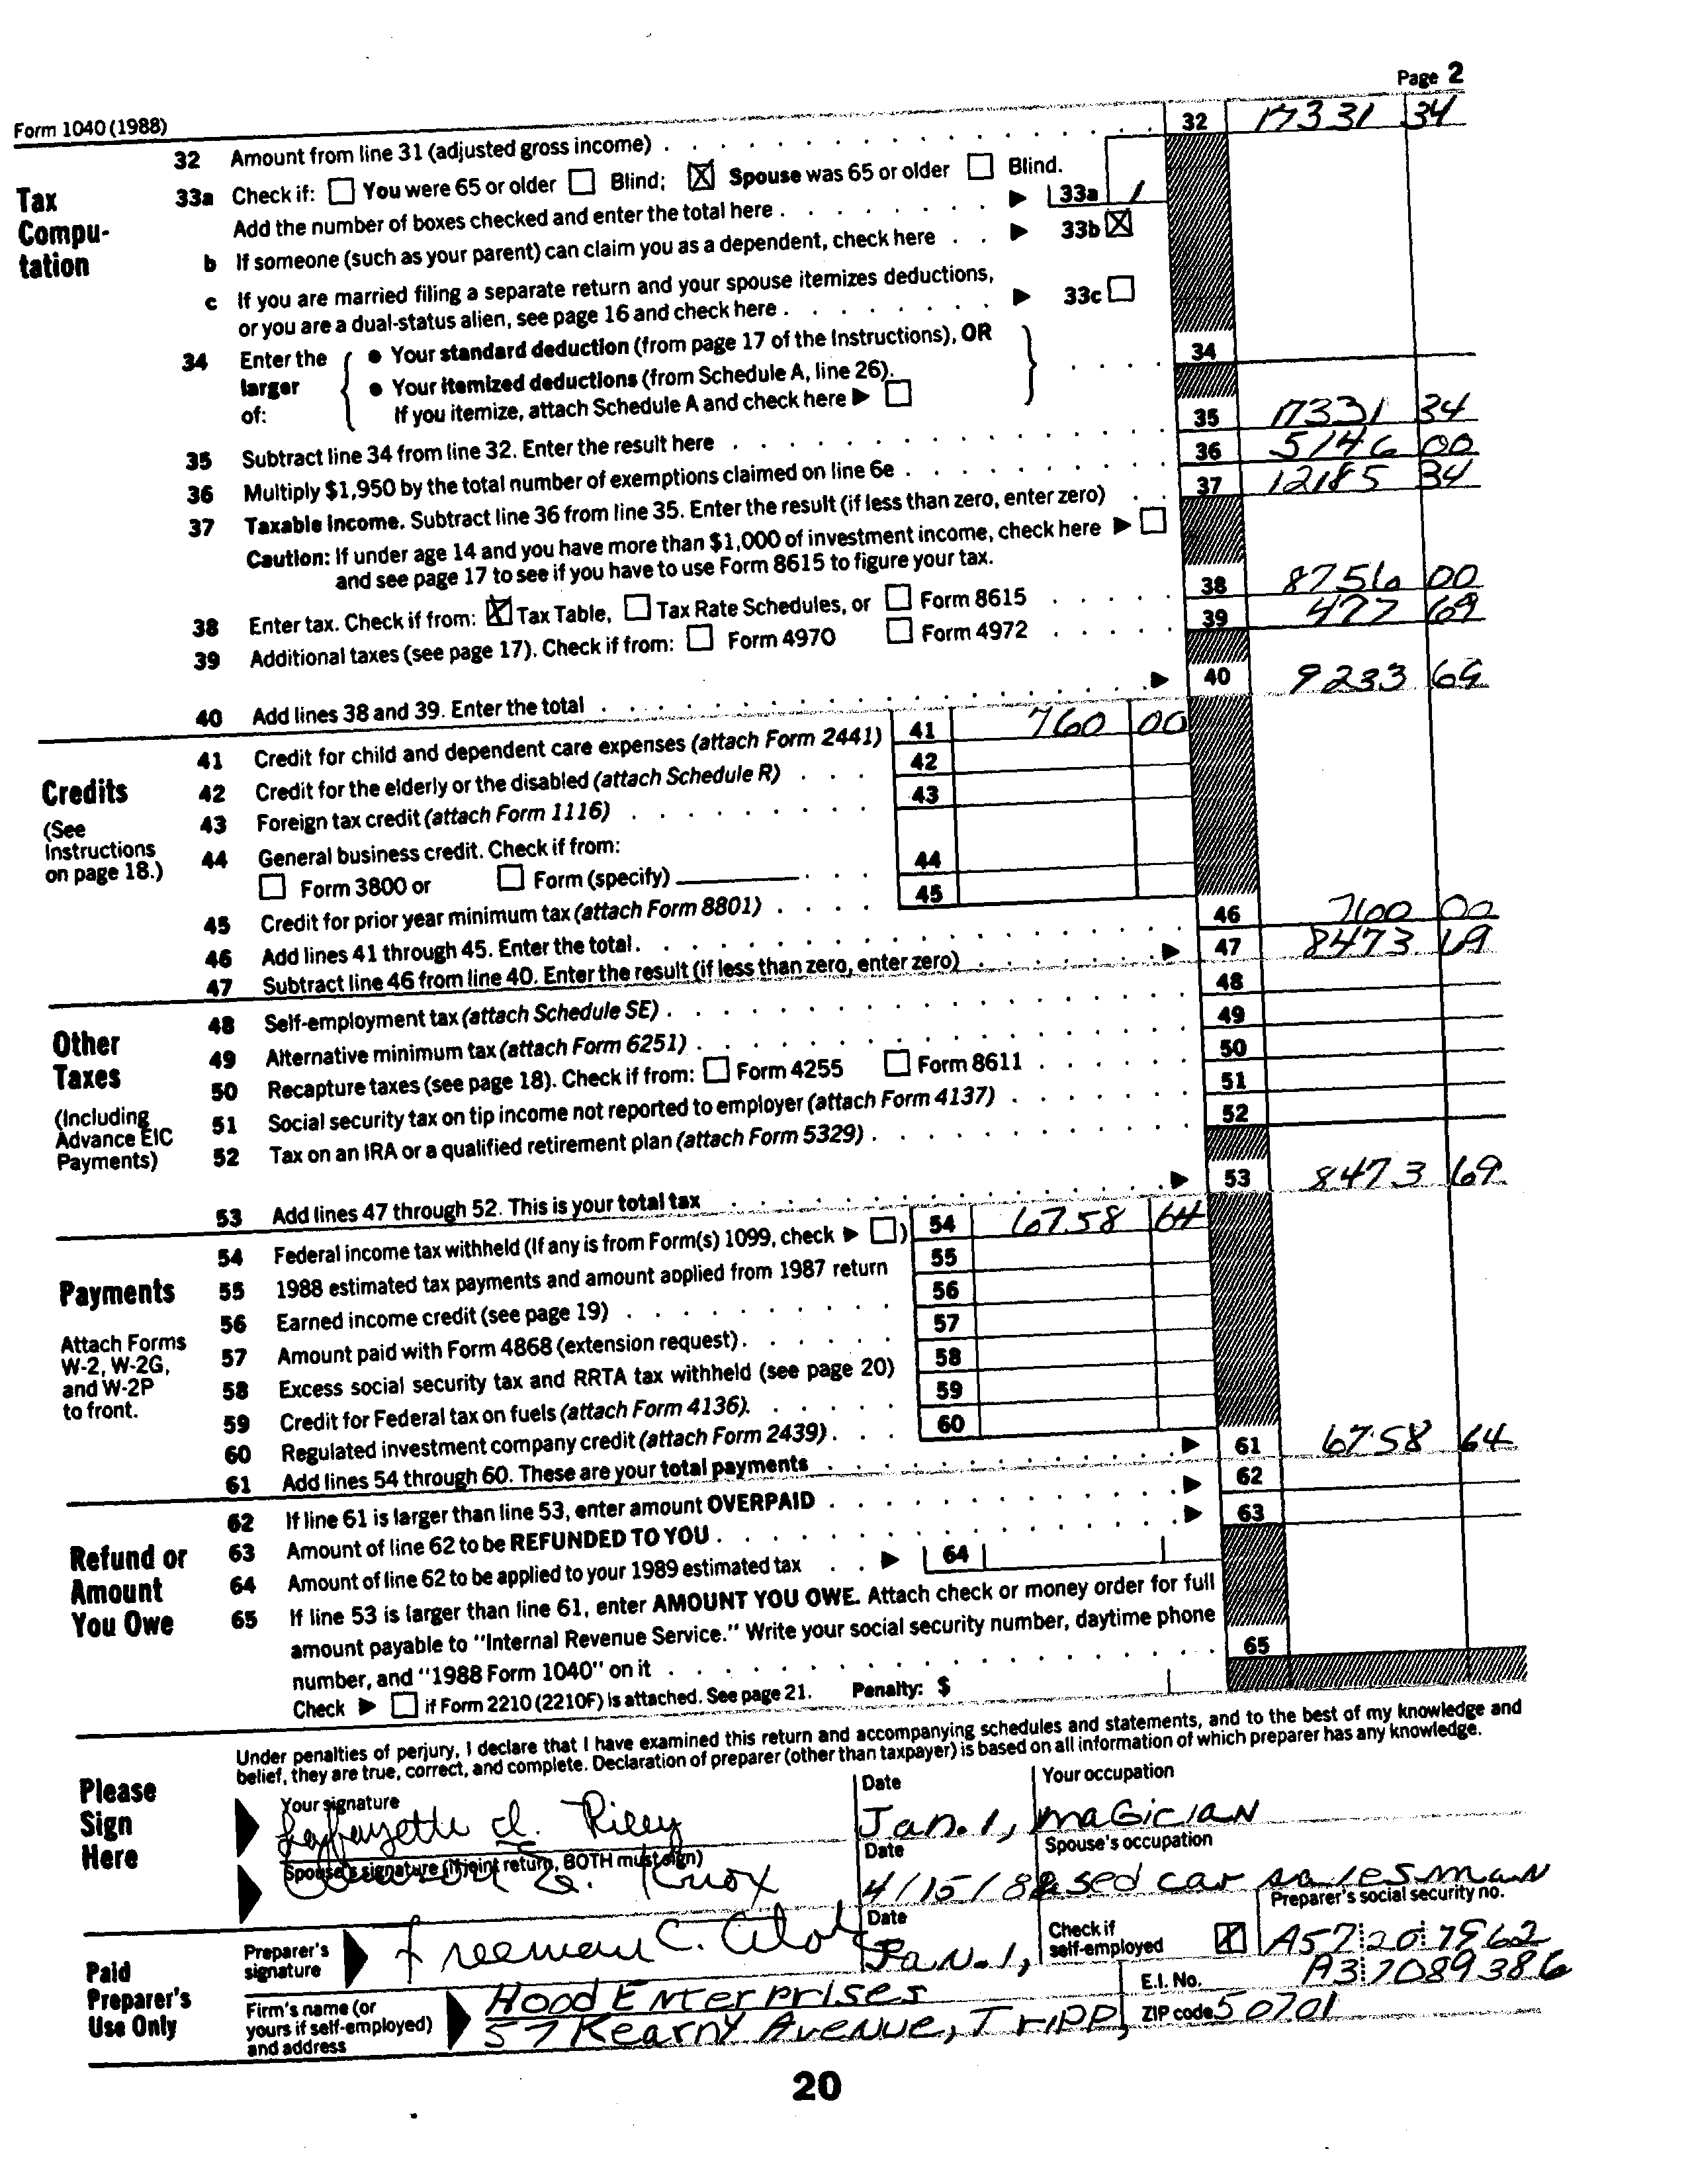 Page 2
Form 1040 (1988)
32 Amount from line 31 (adjusted gross income) 32 17331 34
Tax Compu-tation
33a Check if: You were 65 or older Blind; X Spouse was 65 or older Blind.
Add the number of boxes checked and enter the total here 33a 1
b If someone (such as your parent) can claim you as a dependent, check here 33b X
c If you are married filing a separate return and your spouse itemizes deductions,
or you are a dual-status alien, see page 16 and check here 33c
34 Enter the larger of: • Your standard deduction (from page 17 of the Instructions), OR 34
• Your itemized deductions (from Schedule A, line 26).
If you itemize, attach Schedule A and check here
35 Subtract line 34 from line 32. Enter the result here 35 17331 34
36 Multiply $1,950 by the total number of exemptions claimed on line 6e 36 5146 00
37 Taxable income. Subtract line 36 from line 35. Enter the result (if less than zero, enter zero) 37 12185 34
Caution: If under age 14 and you have more than $1,000 of investment income, check here
and see page 17 to see if you have to use Form 8615 to figure your tax.
38 Enter tax. Check if from: X Tax Table, Tax Rate Schedules, or Form 8615 38 8756 00
39 Additional taxes (see page 17). Check if from: Form 4970 Form 4972 39 477 69
40 Add lines 38 and 39. Enter the total 40 9233 69
Credits
(See Instructions on page 18.)
41 Credit for child and dependent care expenses (attach Form 2441) 41 760 00
42 Credit for the elderly or the disabled (attach Schedule R) 42
43 Foreign tax credit (attach Form 1116) 43
44 General business credit. Check if from:
Form 3800 or Form (specify) 44
45 Credit for prior year minimum tax (attach Form 8801) 45
46 Add lines 41 through 45. Enter the total 46 00
47 Subtract line 46 from line 40. Enter the result (if less than zero, enter zero) 47 8473 69
Other Taxes
(Including Advance EIC Payments)
48 Self-employment tax (attach Schedule SE) 48
49 Alternative minimum tax (attach Form 6251) 49
50 Recapture taxes (see page 18). Check if from: Form 4255 Form 8611 50
51 Social security tax on tip income not reported to employer (attach Form 4137) 51
52 Tax on an IRA or a qualified retirement plan (attach Form 5329) 52
53 Add lines 47 through 52. This is your total tax 53 8473 69
Payments
Attach Forms W-2, W-2G, and W-2P to front.
54 Federal income tax withheld (If any is from Form(s) 1099, check ) 54 6758 64
55 1988 estimated tax payments and amount applied from 1987 return 55
56 Earned income credit (see page 19) 56
57 Amount paid with Form 4868 (extension request) 57
58 Excess social security tax and RRTA tax withheld (see page 20) 58
59 Credit for Federal tax on fuels (attach Form 4136). 59
60 Regulated investment company credit (attach Form 2439) 60
61 Add lines 54 through 60. These are your total payments 61 6758 64
Refund or Amount You Owe
62 If line 61 is larger than line 53, enter amount OVERPAID 62
63 Amount of line 62 to be REFUNDED TO YOU 63
64 Amount of line 62 to be applied to your 1989 estimated tax 64
65 If line 53 is larger than line 61, enter AMOUNT YOU OWE. Attach check or money order for full
amount payable to "Internal Revenue Service." Write your social security number, daytime phone
number, and "1988 Form 1040" on it 65
Check if Form 2210 (2210F) is attached. See page 21. Penalty: $
Under penalties of perjury, I declare that I have examined this return and accompanying schedules and statements, and to the best of my knowledge and
belief, they are true, correct, and complete. Declaration of preparer (other than taxpayer) is based on all information of which preparer has any knowledge.
Please Sign Here
Your signature Date Your occupation
Lafayette d. Riley Jan. 1, magician
Spouse's signature (if joint return, BOTH must sign) Date Spouse's occupation
Knox 4/15/88 used car salesman
Paid Preparer's Use Only
Preparer's signature Date Check if self-employed X Preparer's social security no.
Freeman C. Jan. 1, A57 20 7562
Firm's name (or yours if self-employed) and address E.I. No. A3 7089386
Hood Enterprises
57 Kearny Avenue, Tripp, ZIP code 50701
20